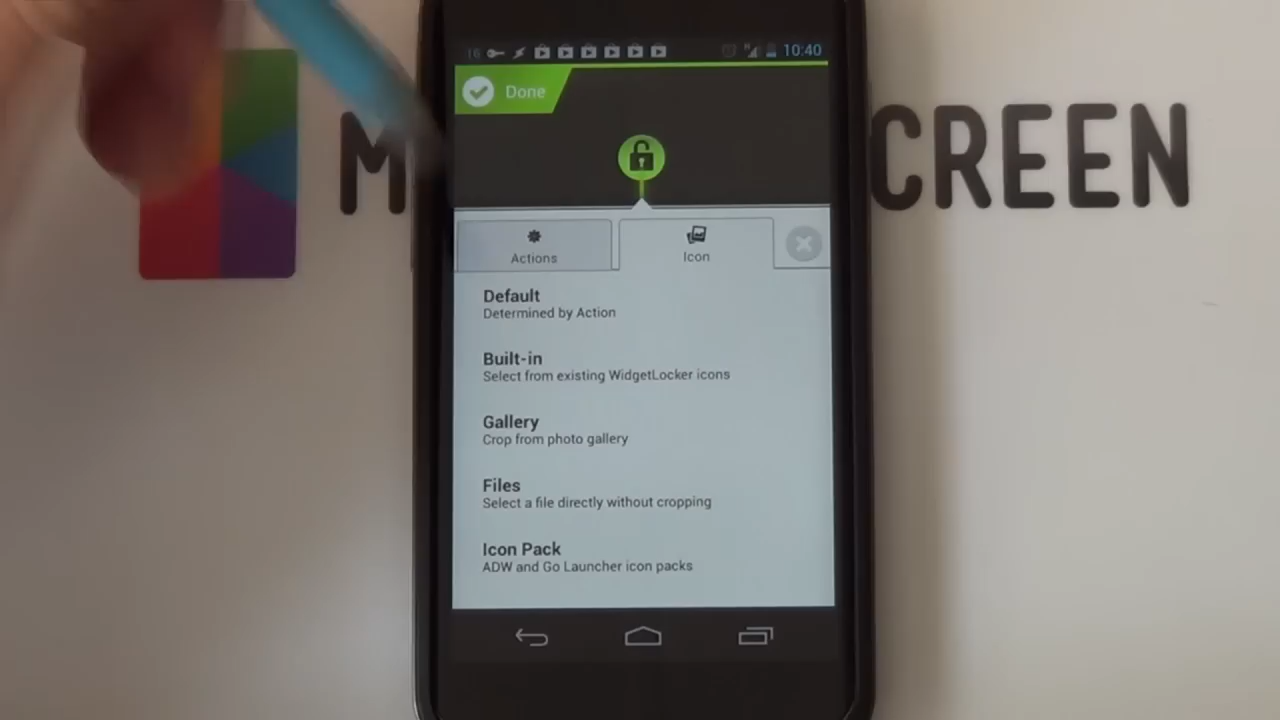 16
10:40
Done
M
CREEN
Actions
Icon
Default
Determined by Action
Built-in
Select from existing WidgetLocker icons
Gallery
Crop from photo gallery
Files
Select a file directly without cropping
Icon Pack
ADW and Go Launcher icon packs